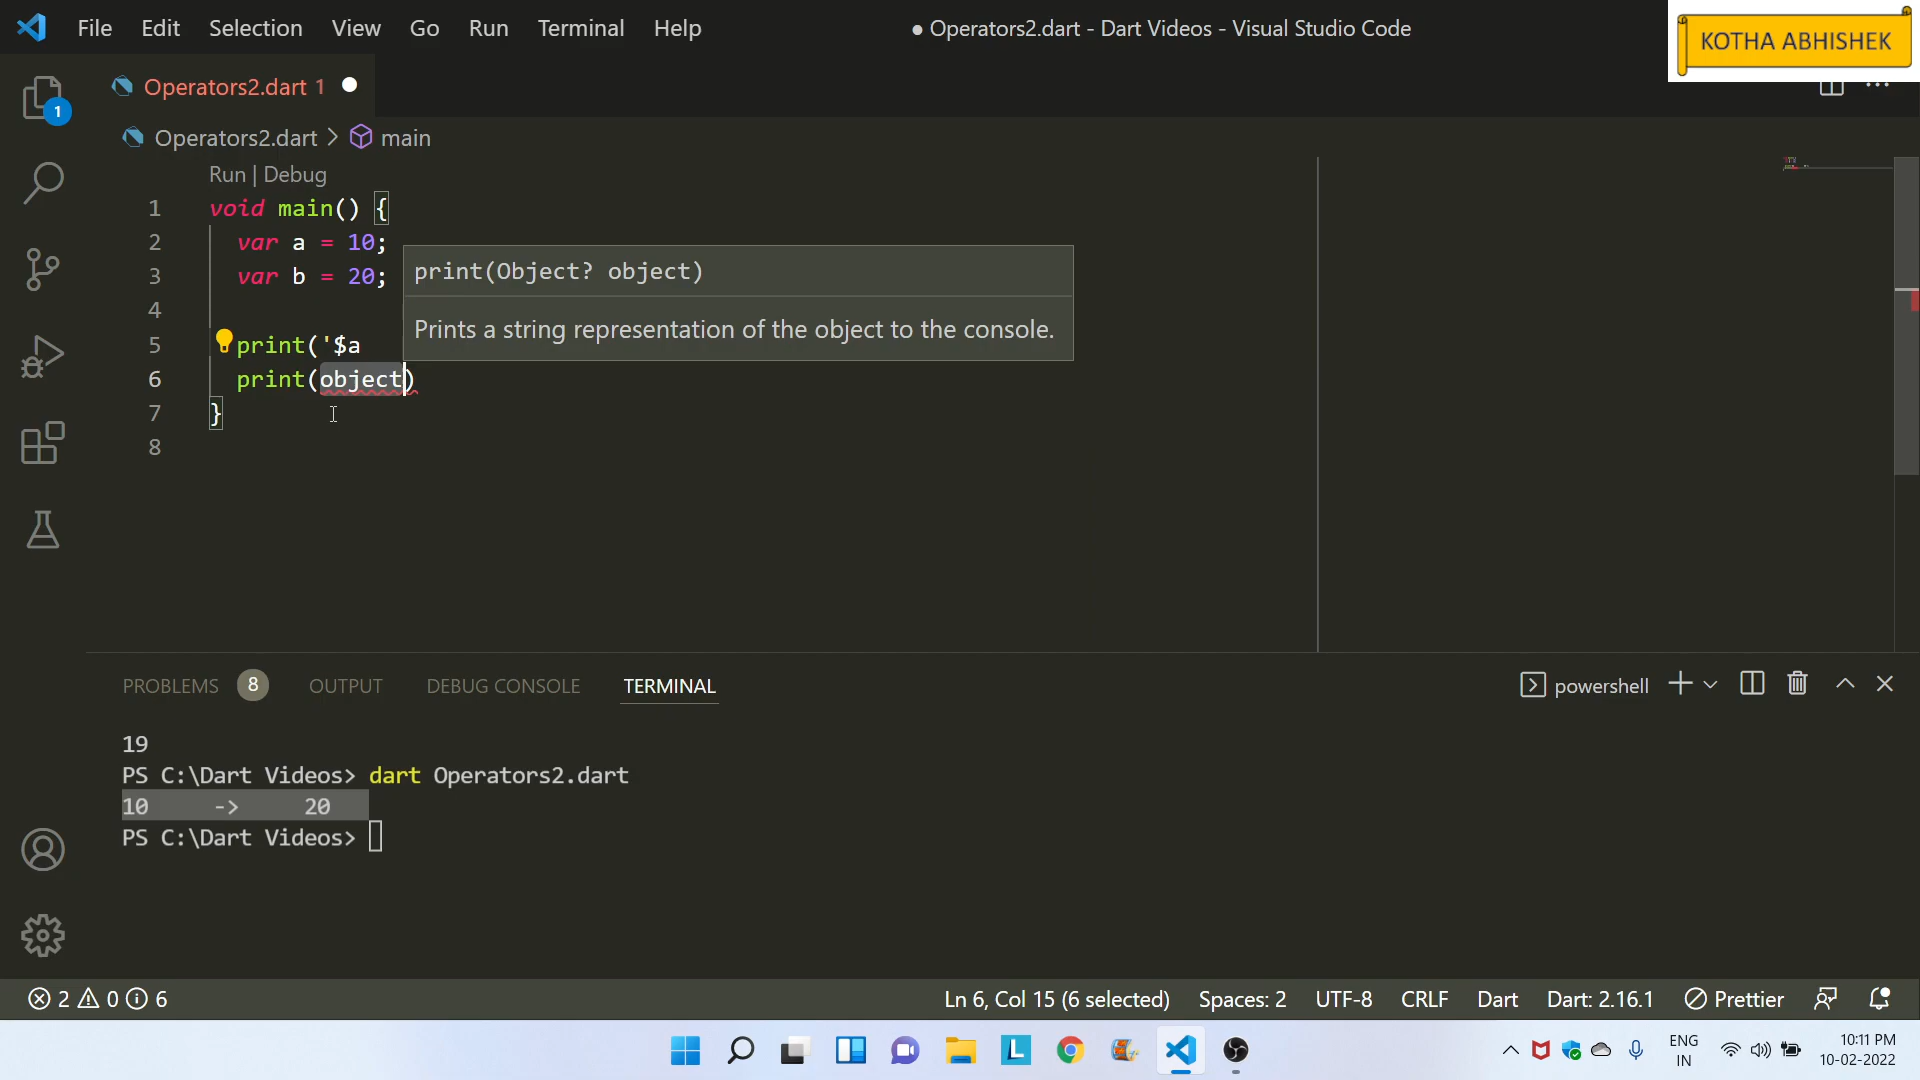 File Edit Selection View Go Run Terminal Help
● Operators2.dart - Dart Videos - Visual Studio Code
KOTHA ABHISHEK
Operators2.dart 1
1
Operators2.dart > main
Run | Debug
1 void main() {
2 var a = 10;
3 var b = 20;
4
print(Object? object)
Prints a string representation of the object to the console.
5 print('$a
6 print(object)
7 }
8
PROBLEMS 8 OUTPUT DEBUG CONSOLE TERMINAL
powershell
19
PS C:\Dart Videos> dart Operators2.dart
10 -> 20
PS C:\Dart Videos>
2 0 6
Ln 6, Col 15 (6 selected) Spaces: 2 UTF-8 CRLF Dart Dart: 2.16.1 Prettier
L
ENG
IN
10:11 PM
10-02-2022